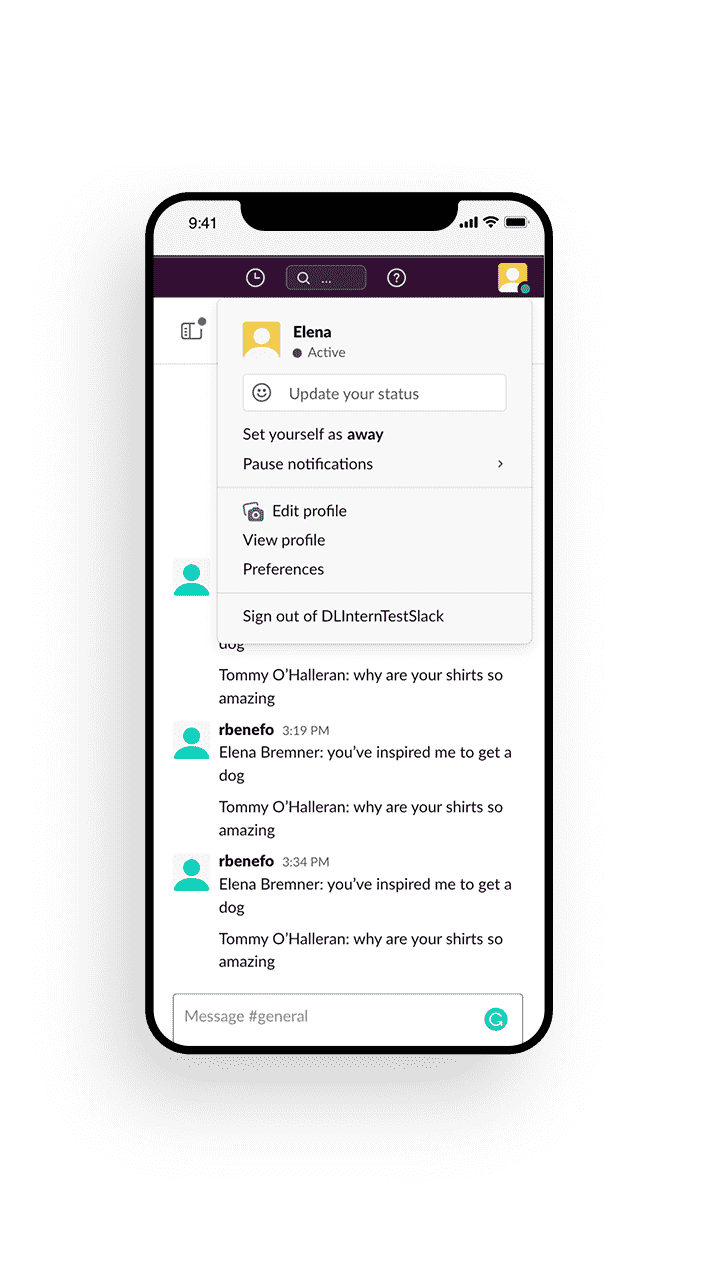 9:41
...
Elena
Active
Update your status
Set yourself as away
Pause notifications
Edit profile
View profile
Preferences
Sign out of DLInternTestSlack
dog
Tommy O’Halleran: why are your shirts so
amazing
rbenefo 3:19 PM
Elena Bremner: you’ve inspired me to get a
dog
Tommy O’Halleran: why are your shirts so
amazing
rbenefo 3:34 PM
Elena Bremner: you’ve inspired me to get a
dog
Tommy O’Halleran: why are your shirts so
amazing
Message #general